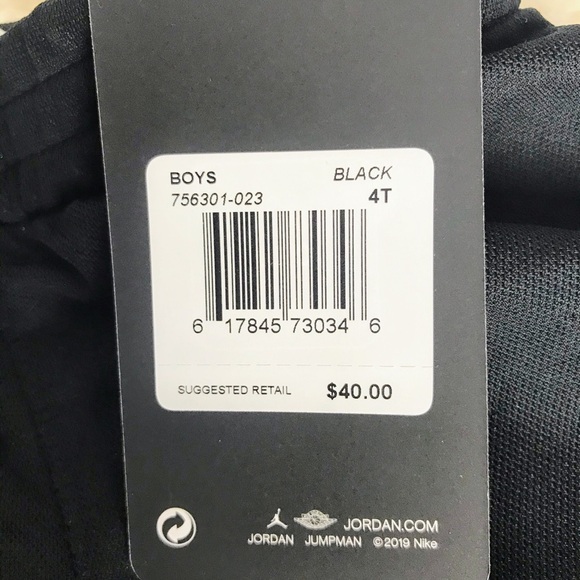 BOYS BLACK
756301-023 4T
6 17845 73034 6
SUGGESTED RETAIL $40.00
JORDAN.COM
JORDAN JUMPMAN ©2019 Nike